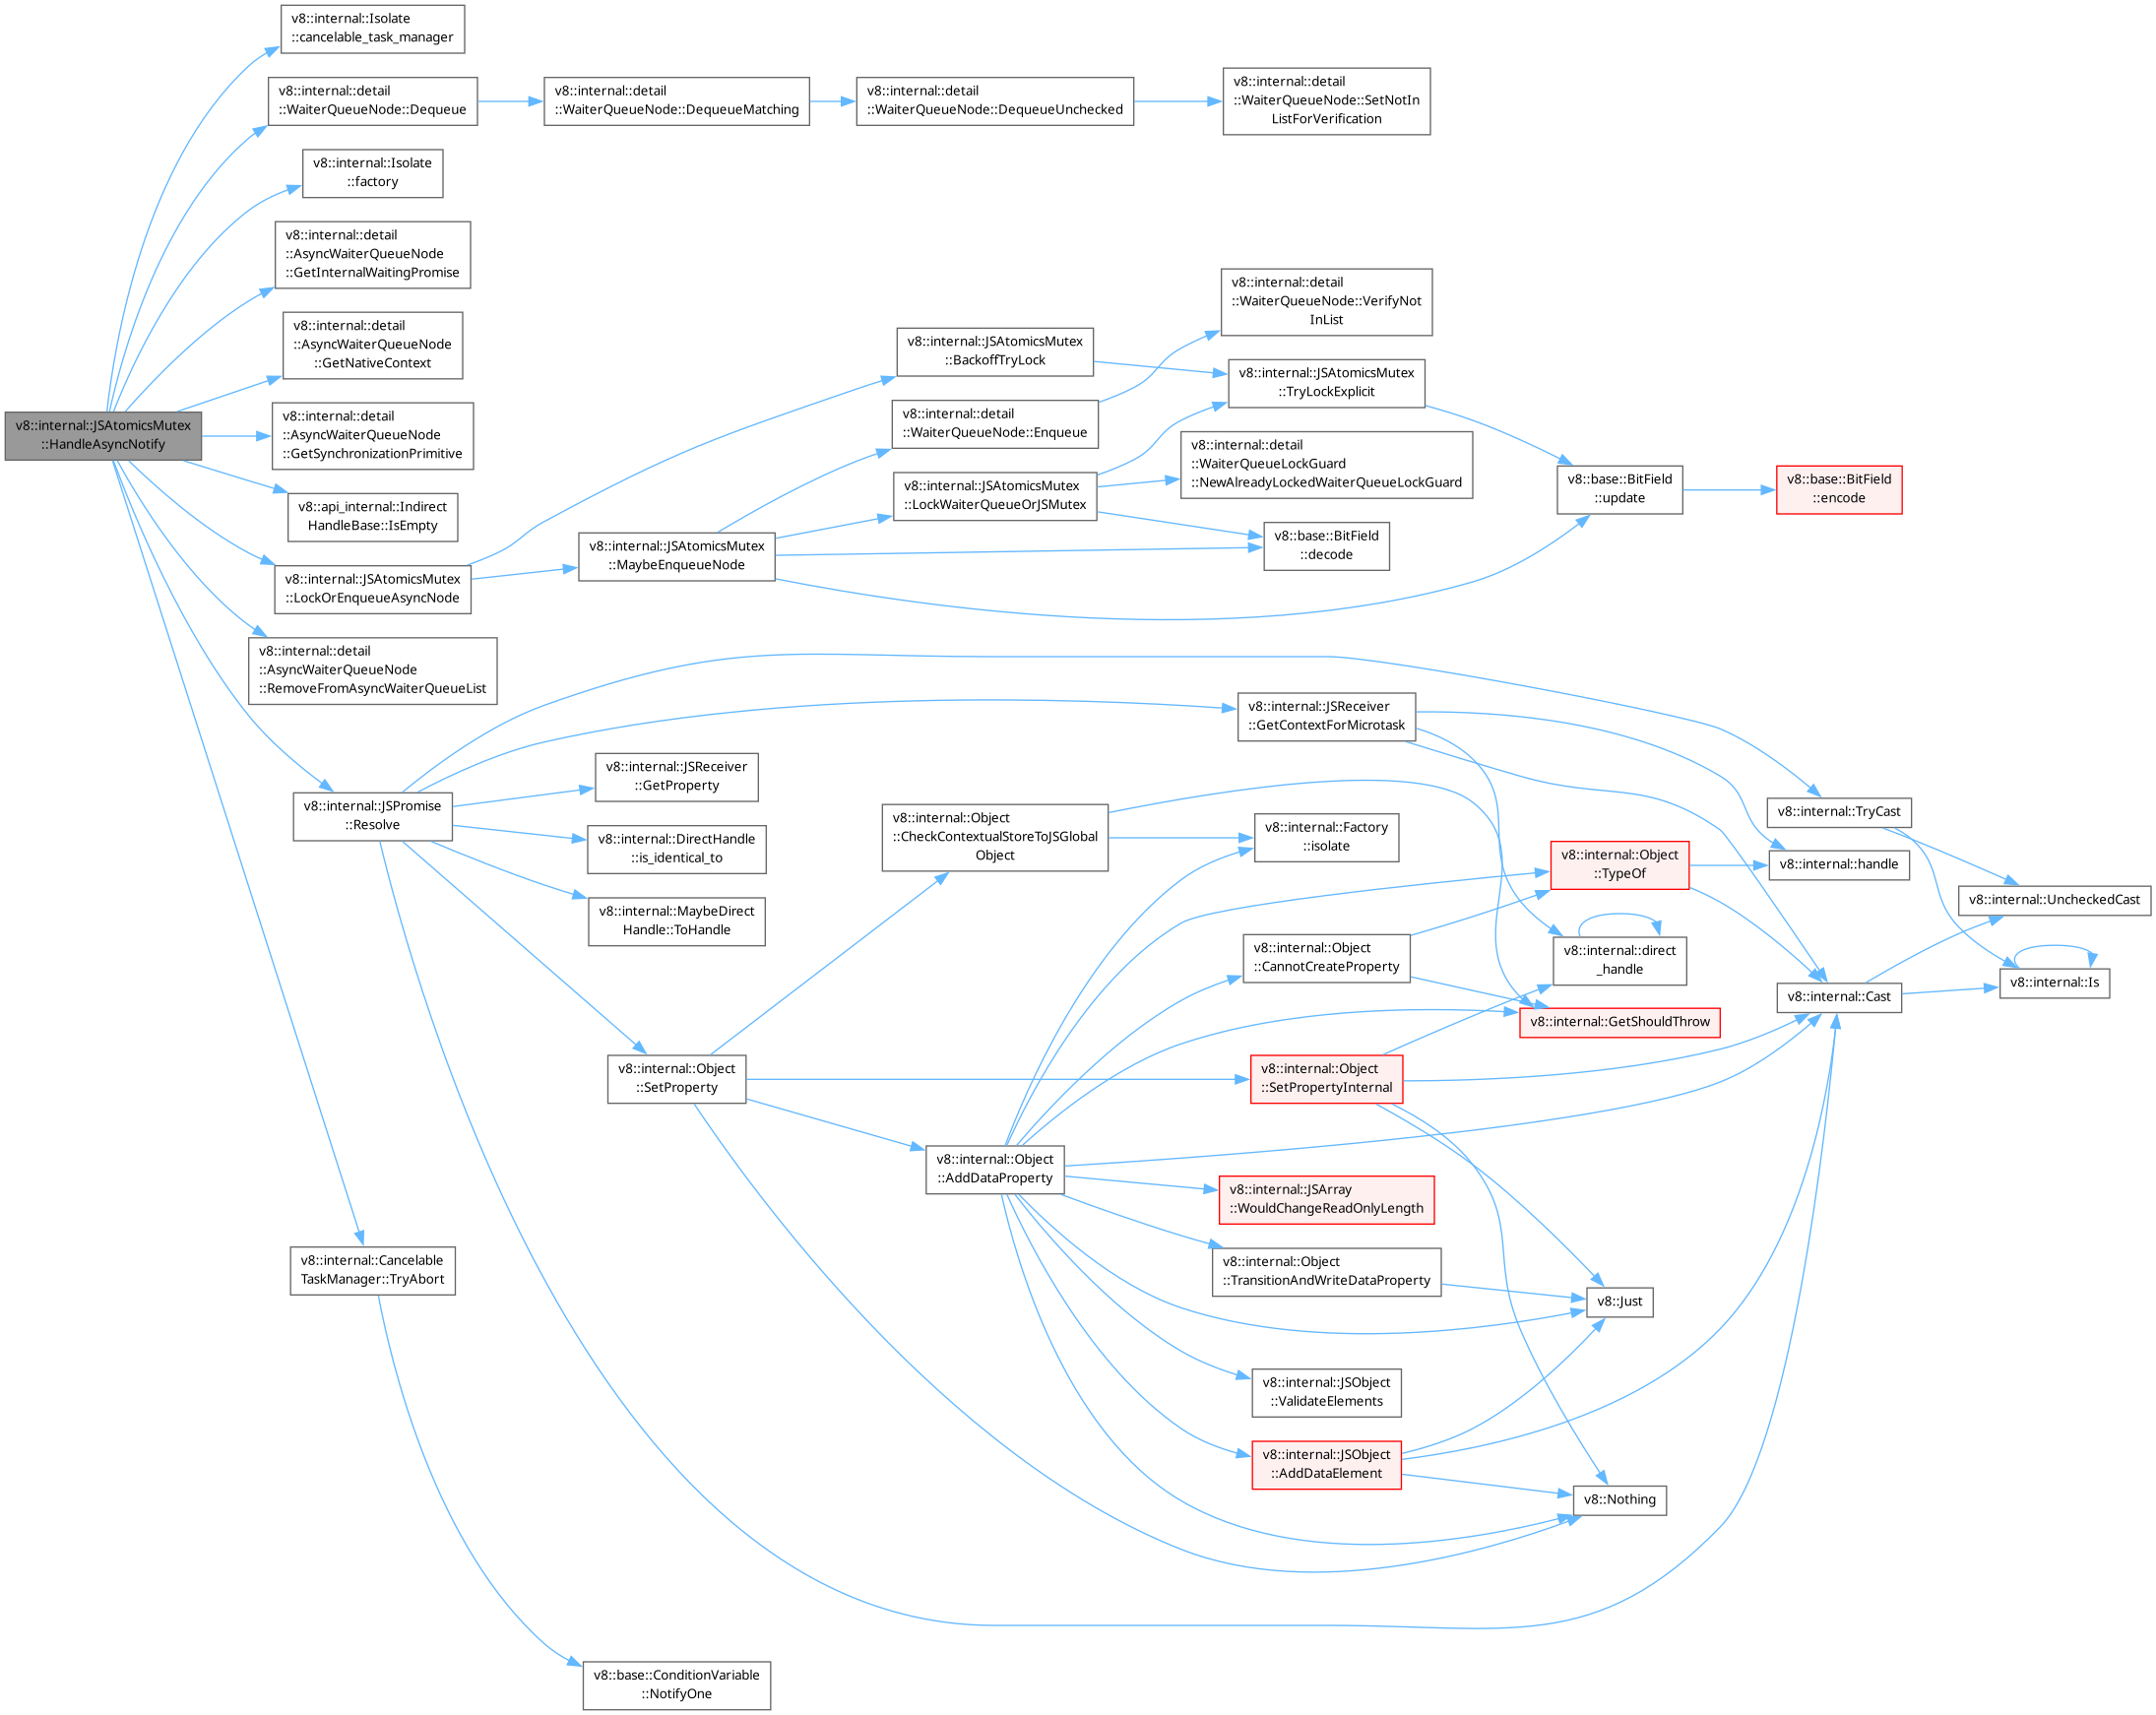 v8::internal::JSAtomicsMutex
::HandleAsyncNotify
v8::internal::Isolate
::cancelable_task_manager
v8::internal::detail
::WaiterQueueNode::Dequeue
v8::internal::detail
::WaiterQueueNode::DequeueMatching
v8::internal::detail
::WaiterQueueNode::DequeueUnchecked
v8::internal::detail
::WaiterQueueNode::SetNotIn
ListForVerification
v8::internal::Isolate
::factory
v8::internal::detail
::AsyncWaiterQueueNode
::GetInternalWaitingPromise
v8::internal::detail
::AsyncWaiterQueueNode
::GetNativeContext
v8::internal::detail
::AsyncWaiterQueueNode
::GetSynchronizationPrimitive
v8::api_internal::Indirect
HandleBase::IsEmpty
v8::internal::JSAtomicsMutex
::LockOrEnqueueAsyncNode
v8::internal::JSAtomicsMutex
::BackoffTryLock
v8::internal::JSAtomicsMutex
::MaybeEnqueueNode
v8::internal::detail
::WaiterQueueNode::Enqueue
v8::internal::detail
::WaiterQueueNode::VerifyNot
InList
v8::internal::JSAtomicsMutex
::TryLockExplicit
v8::internal::JSAtomicsMutex
::LockWaiterQueueOrJSMutex
v8::internal::detail
::WaiterQueueLockGuard
::NewAlreadyLockedWaiterQueueLockGuard
v8::base::BitField
::decode
v8::base::BitField
::update
v8::base::BitField
::encode
v8::internal::detail
::AsyncWaiterQueueNode
::RemoveFromAsyncWaiterQueueList
v8::internal::JSPromise
::Resolve
v8::internal::JSReceiver
::GetContextForMicrotask
v8::internal::JSReceiver
::GetProperty
v8::internal::DirectHandle
::is_identical_to
v8::internal::MaybeDirect
Handle::ToHandle
v8::internal::Object
::SetProperty
v8::internal::Object
::CheckContextualStoreToJSGlobal
Object
v8::internal::Factory
::isolate
v8::internal::Object
::TypeOf
v8::internal::Object
::CannotCreateProperty
v8::internal::direct
_handle
v8::internal::GetShouldThrow
v8::internal::TryCast
v8::internal::handle
v8::internal::UncheckedCast
v8::internal::Is
v8::internal::Cast
v8::internal::Object
::SetPropertyInternal
v8::internal::Object
::AddDataProperty
v8::internal::JSArray
::WouldChangeReadOnlyLength
v8::internal::Object
::TransitionAndWriteDataProperty
v8::Just
v8::internal::JSObject
::ValidateElements
v8::internal::JSObject
::AddDataElement
v8::Nothing
v8::internal::Cancelable
TaskManager::TryAbort
v8::base::ConditionVariable
::NotifyOne